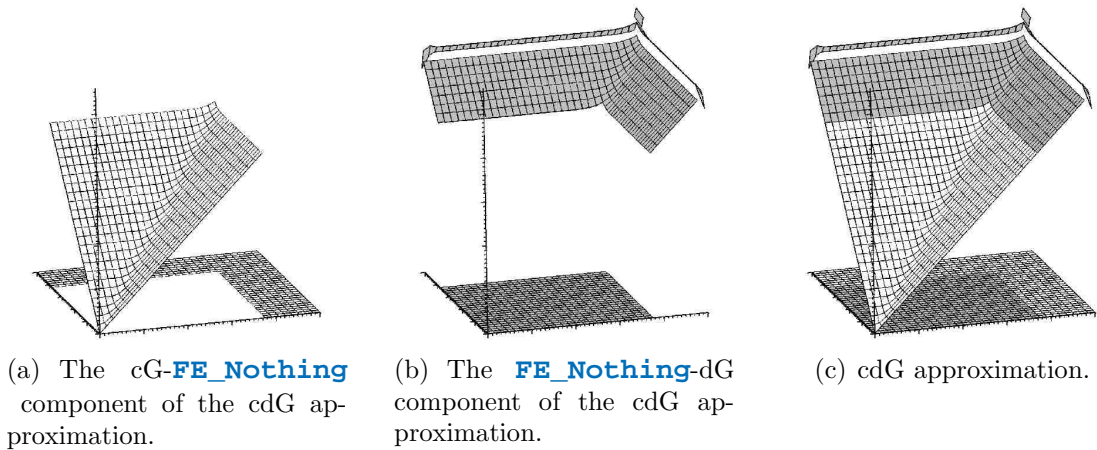 (a) The cG-FE_Nothing
component of the cdG ap-
proximation.
(b) The FE_Nothing-dG
component of the cdG ap-
proximation.
(c) cdG approximation.